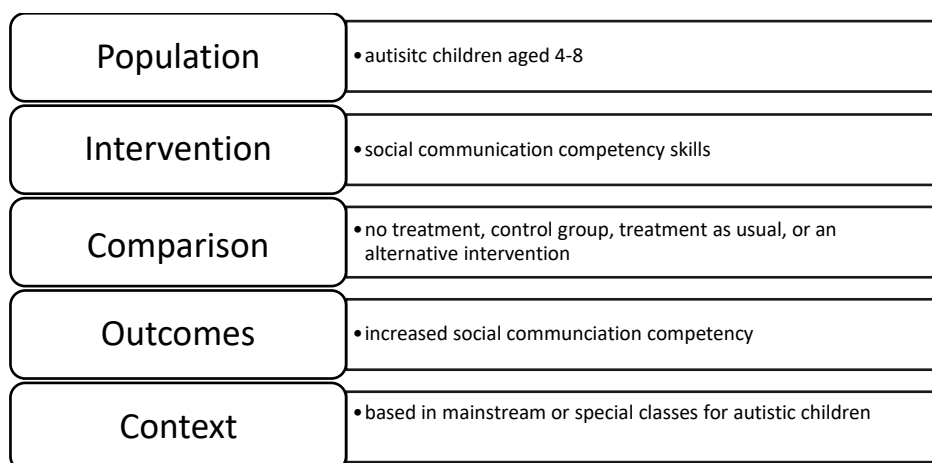 Population
•autisitc children aged 4-8
Intervention
•social communication competency skills
Comparison
•no treatment, control group, treatment as usual, or an
alternative intervention
Outcomes
•increased social communciation competency
Context
•based in mainstream or special classes for autistic children